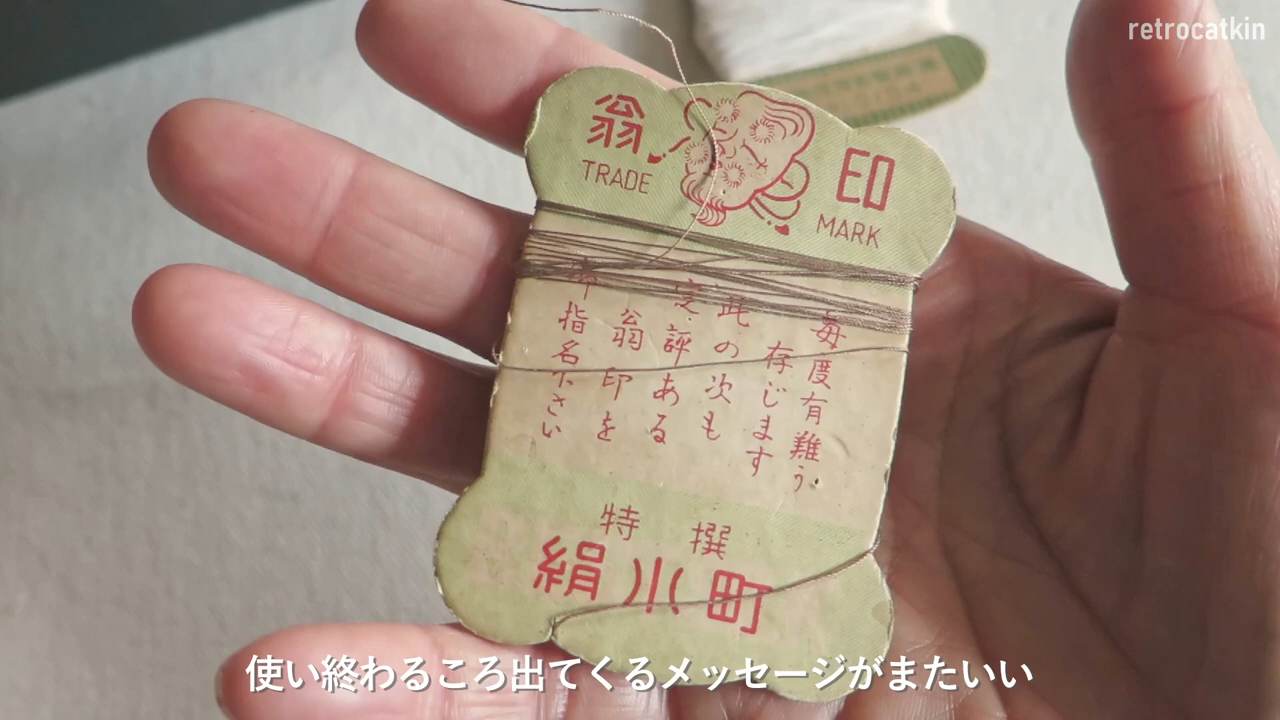 retrocatkin
翁 印
TRADE MARK
毎度有難う
存じます
此の次も
定評ある
翁印を
御指名下さい
特撰
絹小町
使い終わるころ出てくるメッセージがまたいい